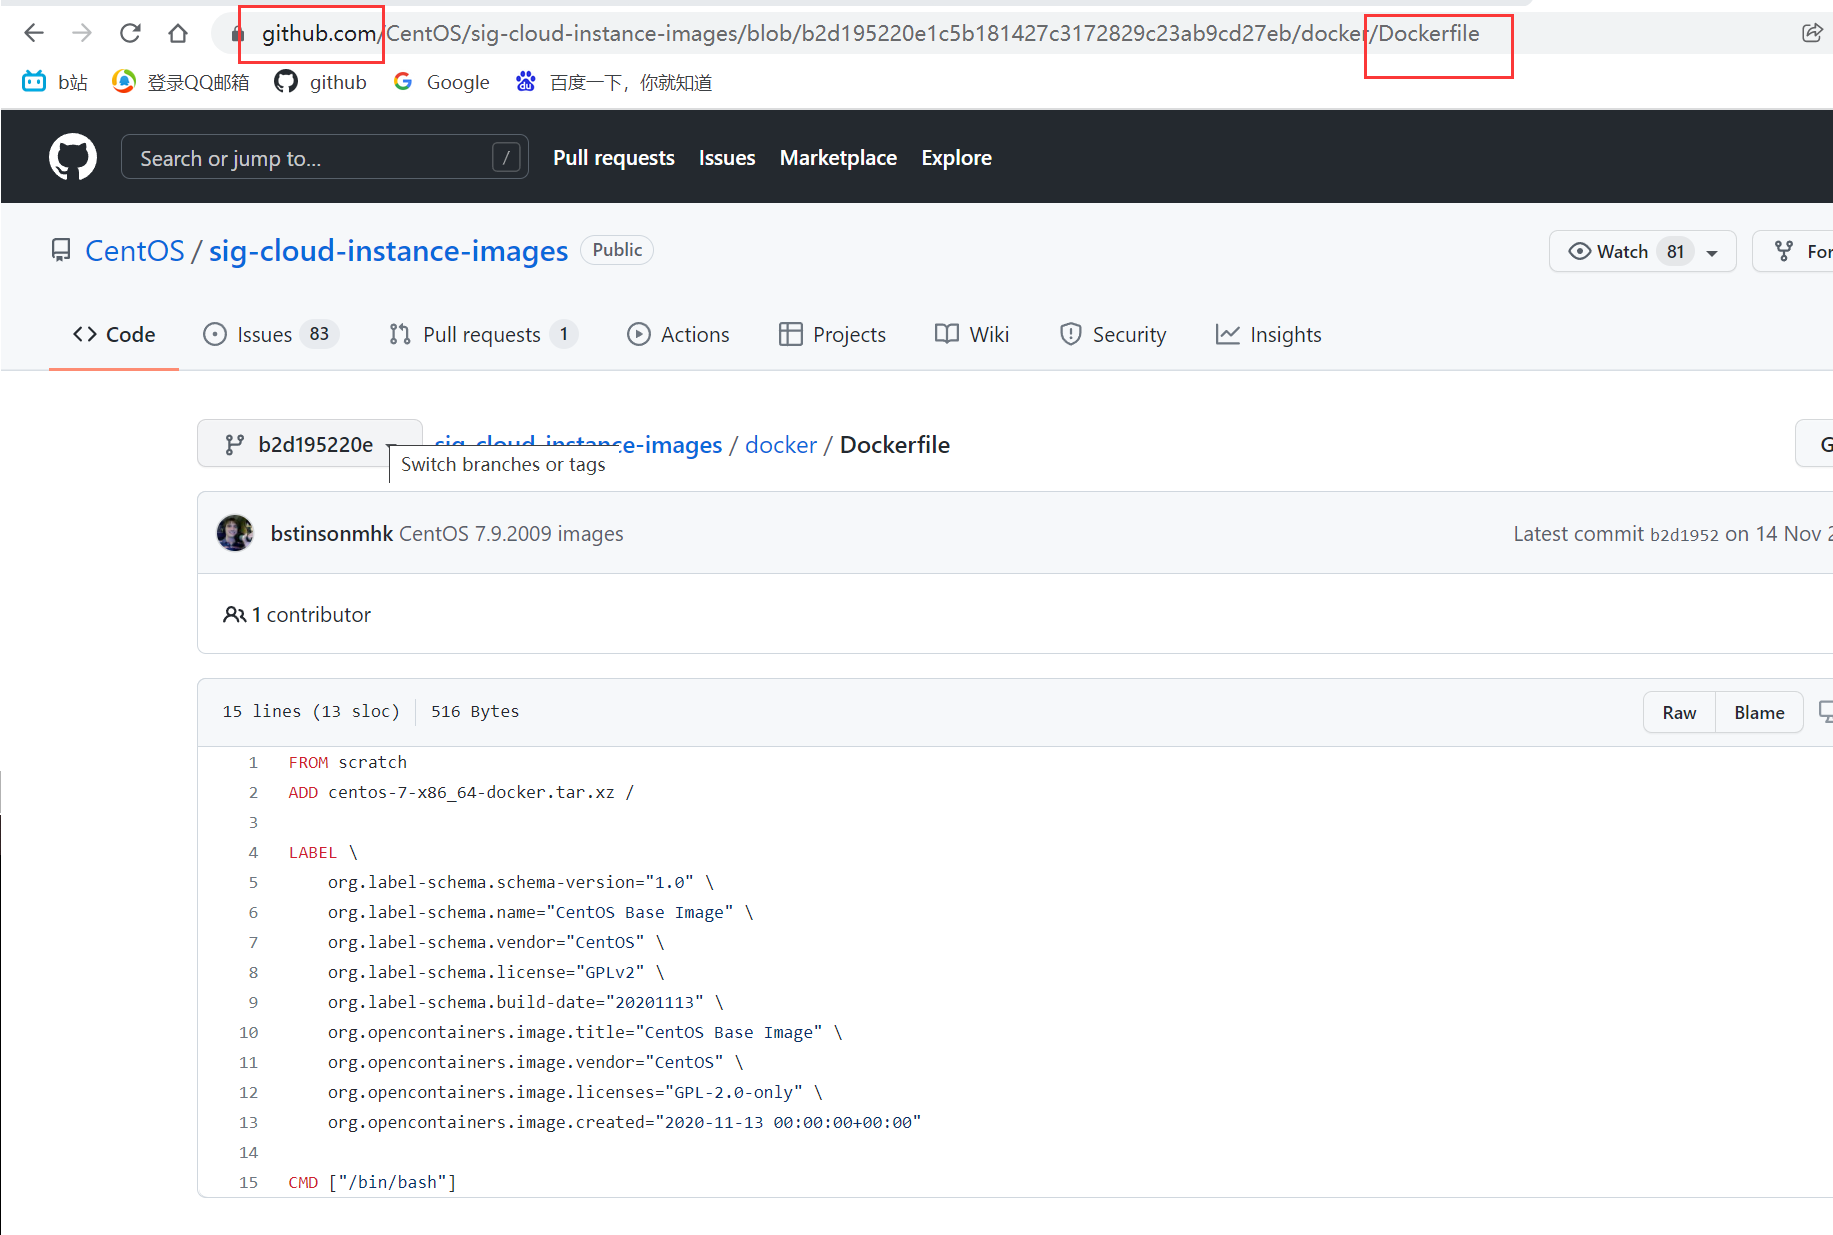 github.com/CentOS/sig-cloud-instance-images/blob/b2d195220e1c5b181427c3172829c23ab9cd27eb/docker/Dockerfile
b站 登录QQ邮箱 github Google 百度一下，你就知道
Search or jump to... / Pull requests Issues Marketplace Explore
CentOS / sig-cloud-instance-images Public Watch 81 For
Code Issues 83 Pull requests 1 Actions Projects Wiki Security Insights
b2d195220e sig-cloud-instance-images / docker / Dockerfile G
Switch branches or tags
bstinsonmhk CentOS 7.9.2009 images Latest commit b2d1952 on 14 Nov 2
1 contributor
15 lines (13 sloc) 516 Bytes Raw Blame
1 FROM scratch
2 ADD centos-7-x86_64-docker.tar.xz /
3
4 LABEL \
5 org.label-schema.schema-version="1.0" \
6 org.label-schema.name="CentOS Base Image" \
7 org.label-schema.vendor="CentOS" \
8 org.label-schema.license="GPLv2" \
9 org.label-schema.build-date="20201113" \
10 org.opencontainers.image.title="CentOS Base Image" \
11 org.opencontainers.image.vendor="CentOS" \
12 org.opencontainers.image.licenses="GPL-2.0-only" \
13 org.opencontainers.image.created="2020-11-13 00:00:00+00:00"
14
15 CMD ["/bin/bash"]